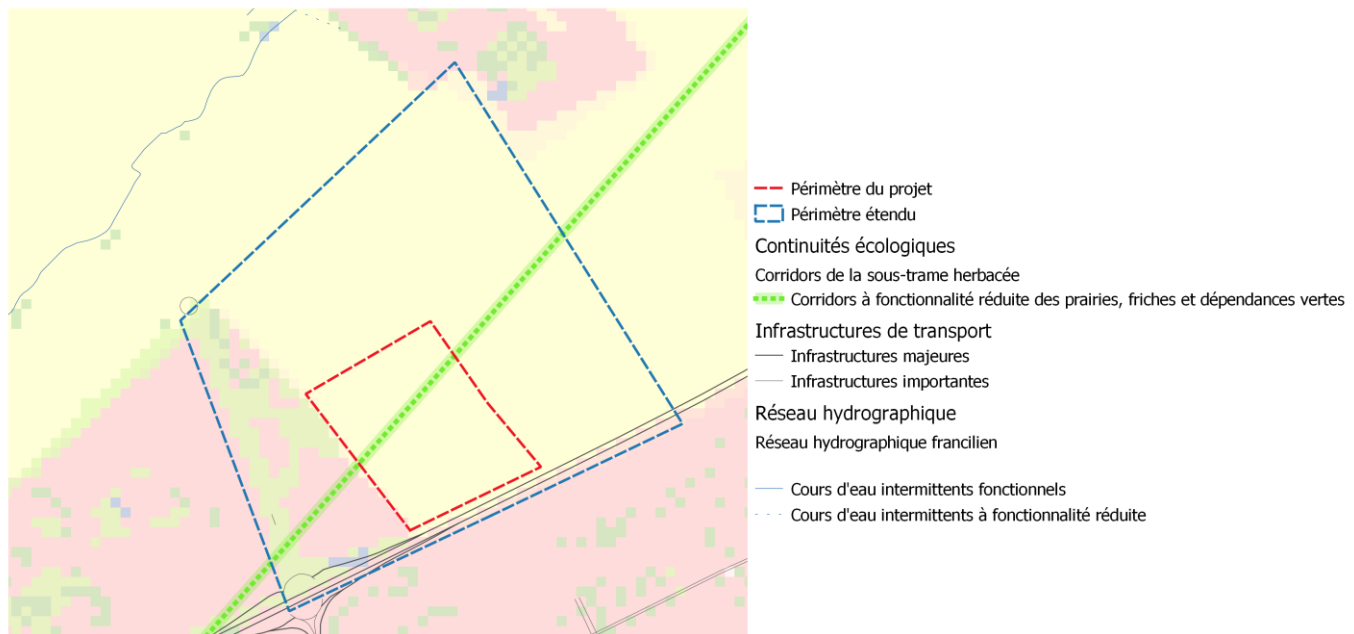 Périmètre du projet
Périmètre étendu
Continuités écologiques
Corridors de la sous-trame herbacée
Corridors à fonctionnalité réduite des prairies, friches et dépendances vertes
Infrastructures de transport
Infrastructures majeures
Infrastructures importantes
Réseau hydrographique
Réseau hydrographique francilien
Cours d'eau intermittents fonctionnels
Cours d'eau intermittents à fonctionnalité réduite